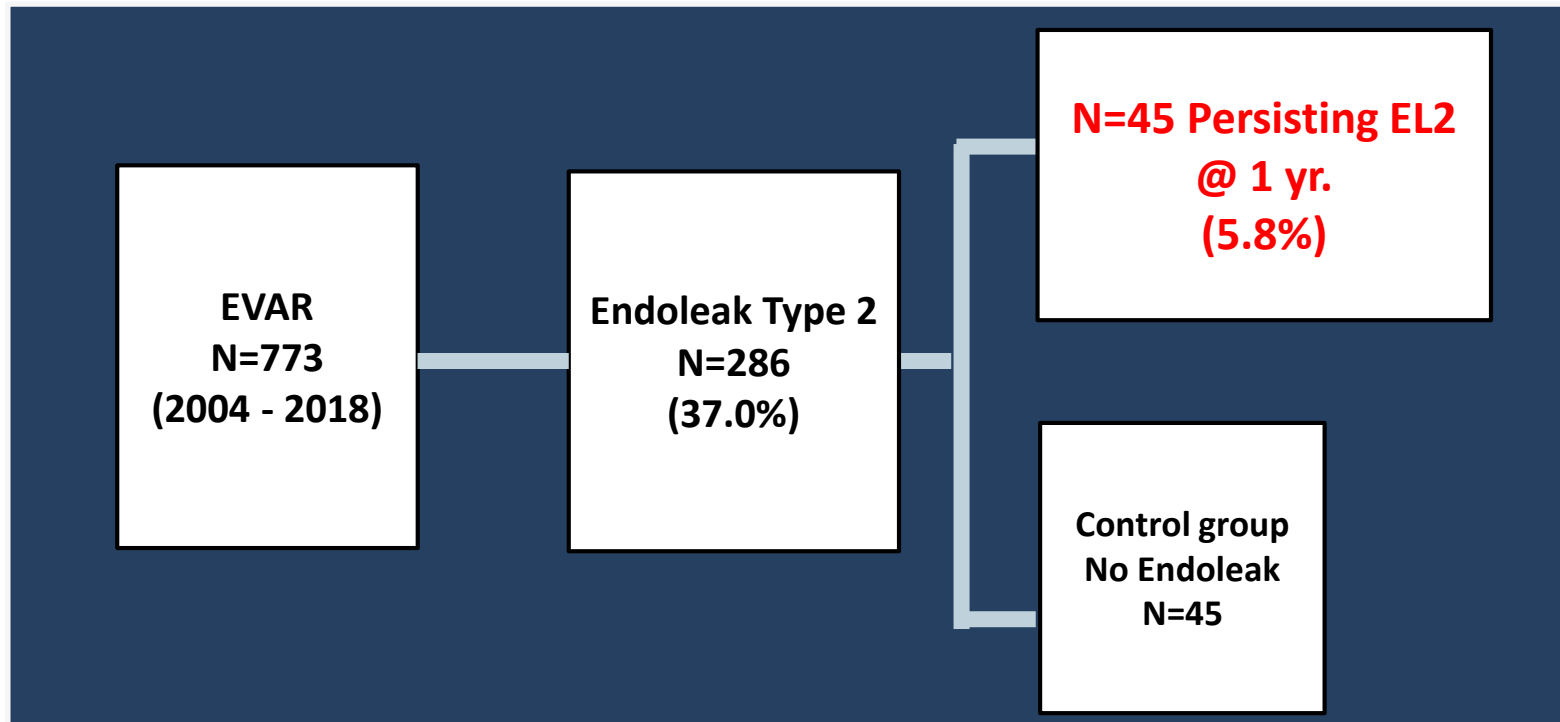 EVAR
N=773
(2004 - 2018)
Endoleak Type 2
N=286
(37.0%)
N=45 Persisting EL2
@ 1 yr.
(5.8%)
Control group
No Endoleak
N=45